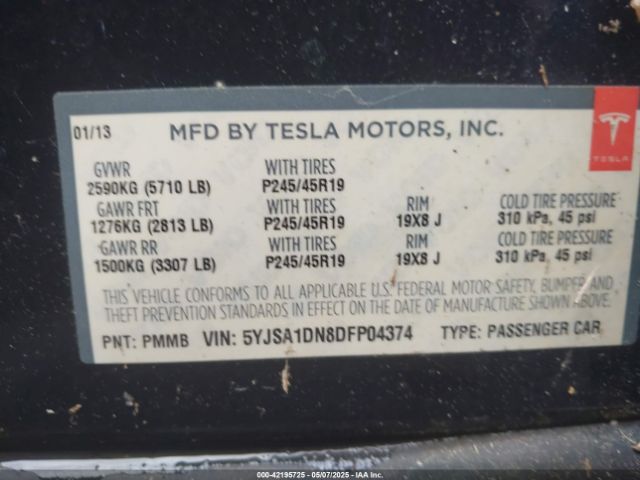 01/13 MFD BY TESLA MOTORS, INC.
TESLA
GVWR WITH TIRES
2590KG (5710 LB) P245/45R19
GAWR FRT WITH TIRES RIM COLD TIRE PRESSURE
1276KG (2813 LB) P245/45R19 19X8 J 310 kPa, 45 psi
GAWR RR WITH TIRES RIM COLD TIRE PRESSURE
1500KG (3307 LB) P245/45R19 19X8 J 310 kPa, 45 psi
THIS VEHICLE CONFORMS TO ALL APPLICABLE U.S. FEDERAL MOTOR SAFETY, BUMPER AND
THEFT PREVENTION STANDARDS IN EFFECT ON THE DATE OF MANUFACTURE SHOWN ABOVE.
PNT: PMMB VIN: 5YJSA1DN8DFP04374 TYPE: PASSENGER CAR
000-42195725 - 05/07/2025 - IAAI.COM